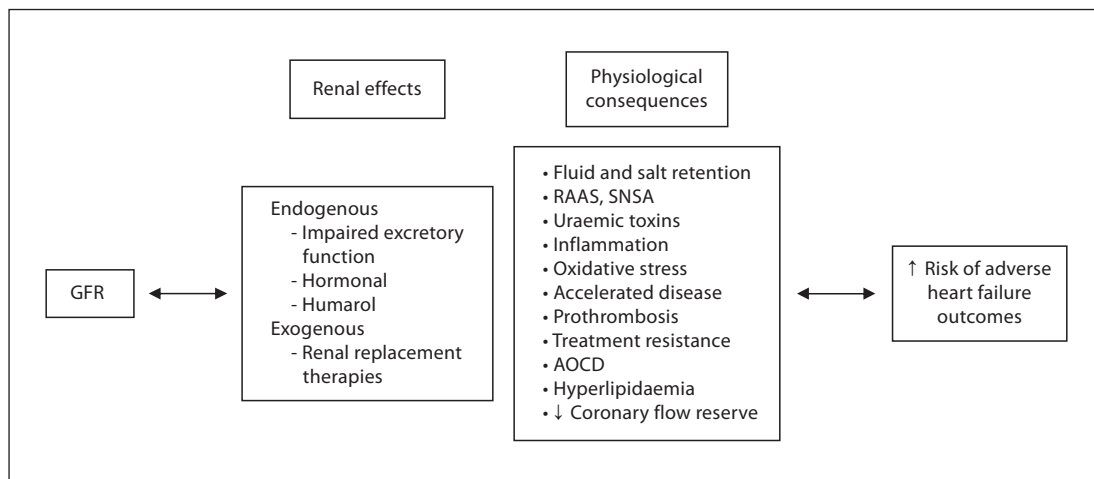 Renal effects
Physiological
consequences
GFR
Endogenous
- Impaired excretory
function
- Hormonal
- Humarol
Exogenous
- Renal replacement
therapies
• Fluid and salt retention
• RAAS, SNSA
• Uraemic toxins
• Inflammation
• Oxidative stress
• Accelerated disease
• Prothrombosis
• Treatment resistance
• AOCD
• Hyperlipidaemia
• ↓ Coronary flow reserve
↑ Risk of adverse
heart failure
outcomes